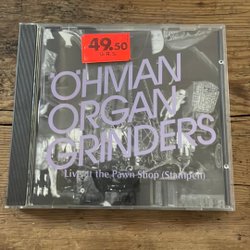 49.50
ÖHMAN
ORGAN
GRINDERS
Live at the Pawn Shop (Stampen)